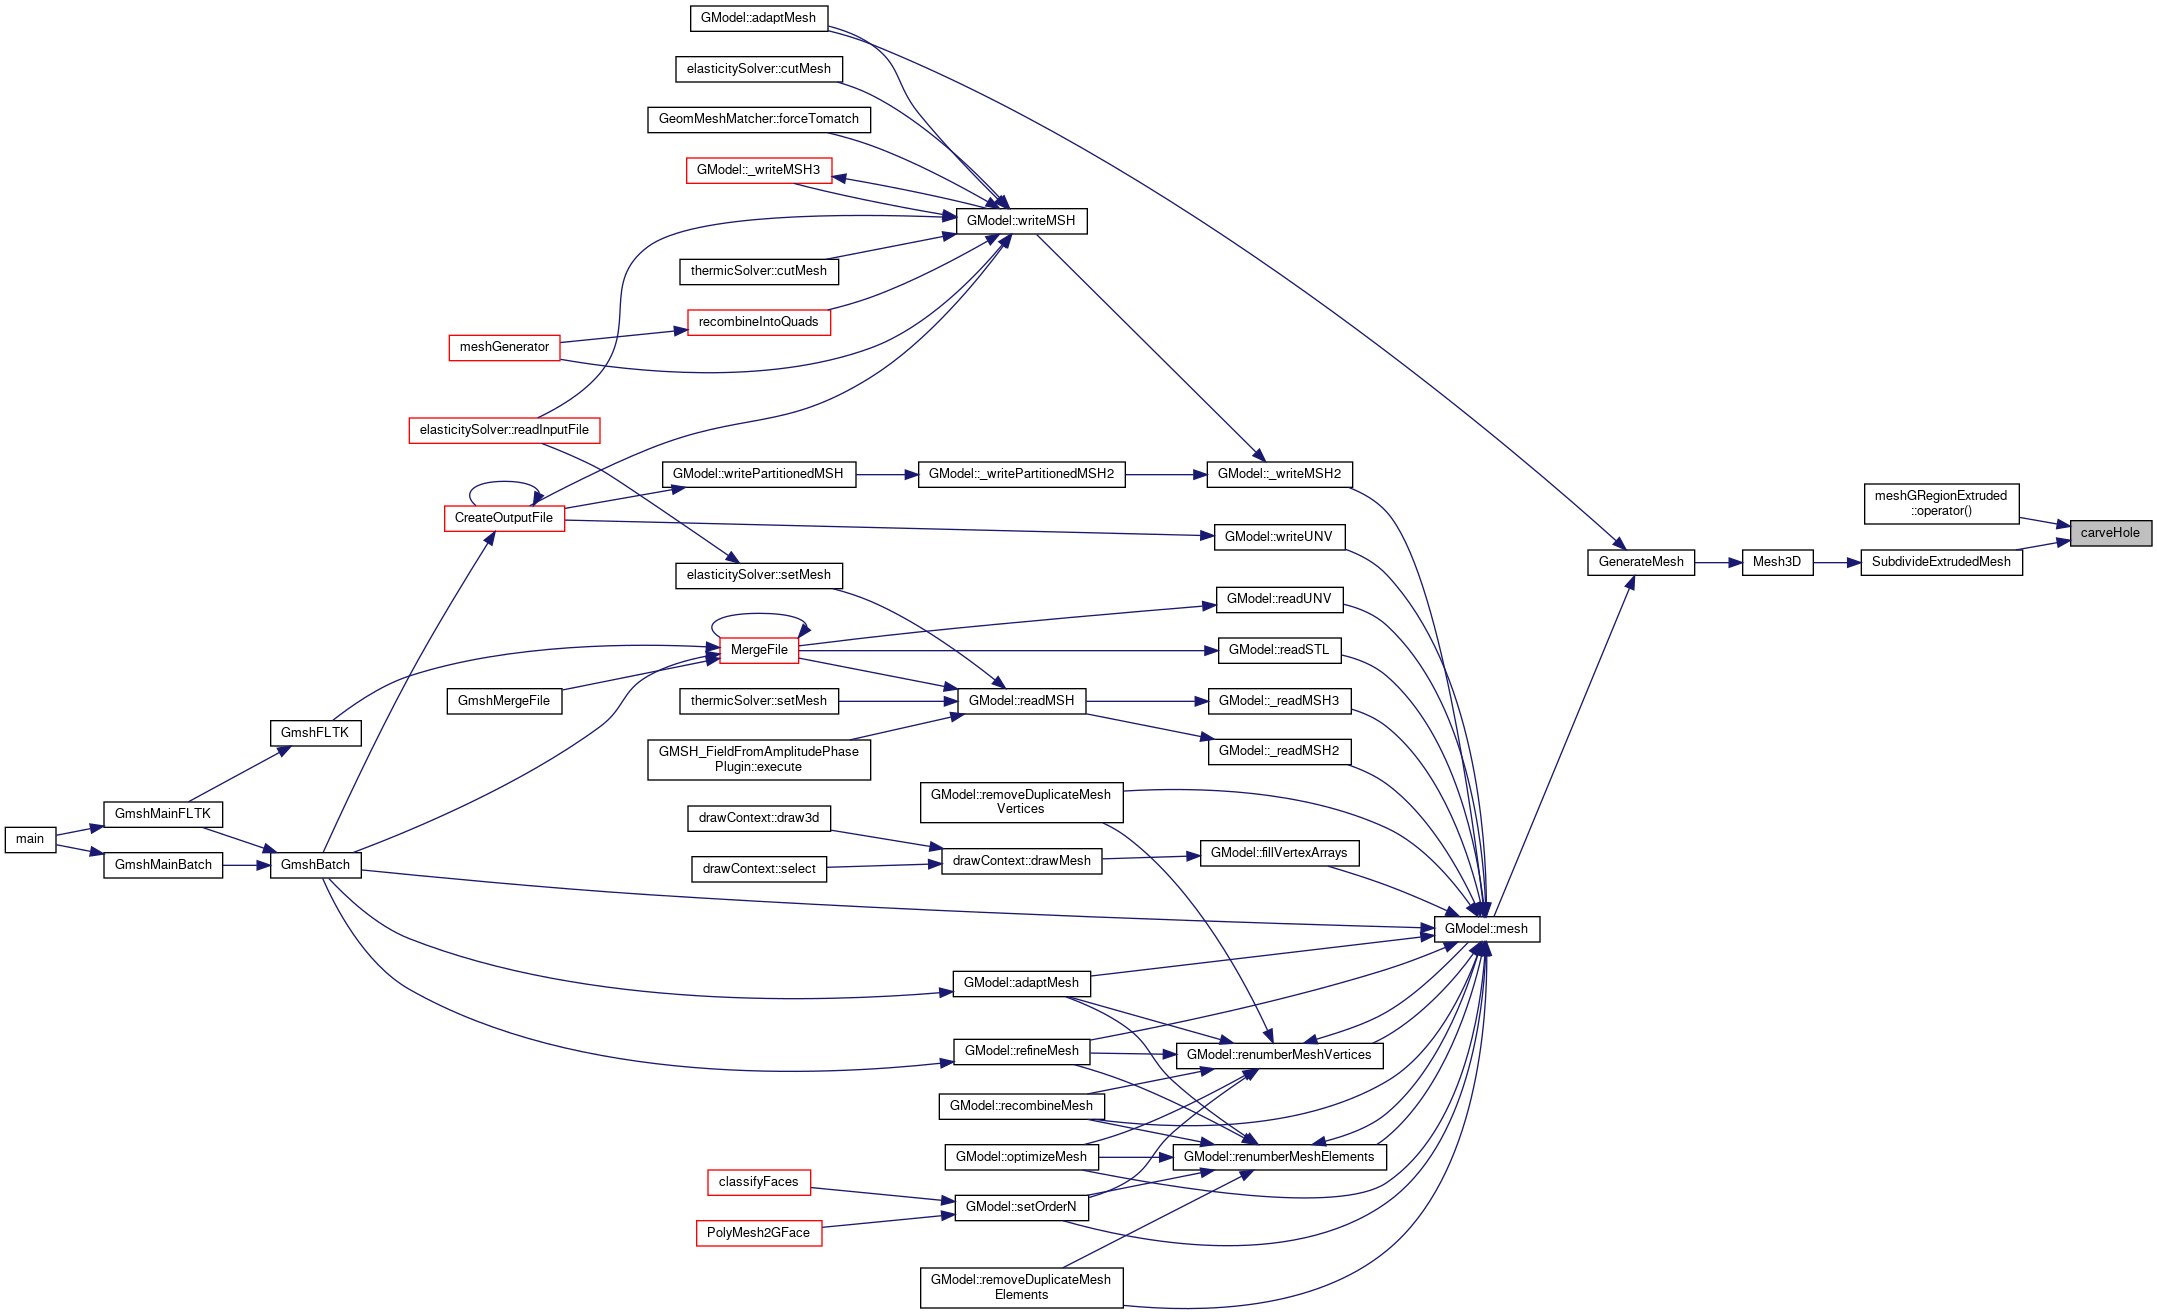 GModel::adaptMesh
elasticitySolver::cutMesh
GeomMeshMatcher::forceTomatch
GModel::_writeMSH3
GModel::writeMSH
thermicSolver::cutMesh
recombineIntoQuads
meshGenerator
elasticitySolver::readInputFile
GModel::writePartitionedMSH
GModel::_writePartitionedMSH2
GModel::_writeMSH2
meshGRegionExtruded
::operator()
CreateOutputFile
carveHole
GModel::writeUNV
GenerateMesh
Mesh3D
SubdivideExtrudedMesh
elasticitySolver::setMesh
GModel::readUNV
MergeFile
GModel::readSTL
GmshMergeFile
thermicSolver::setMesh
GModel::readMSH
GModel::_readMSH3
GmshFLTK
GMSH_FieldFromAmplitudePhase
Plugin::execute
GModel::_readMSH2
GModel::removeDuplicateMesh
Vertices
GmshMainFLTK
drawContext::draw3d
main
GModel::fillVertexArrays
GmshMainBatch
GmshBatch
drawContext::select
drawContext::drawMesh
GModel::mesh
GModel::adaptMesh
GModel::refineMesh
GModel::renumberMeshVertices
GModel::recombineMesh
GModel::optimizeMesh
GModel::renumberMeshElements
classifyFaces
GModel::setOrderN
PolyMesh2GFace
GModel::removeDuplicateMesh
Elements